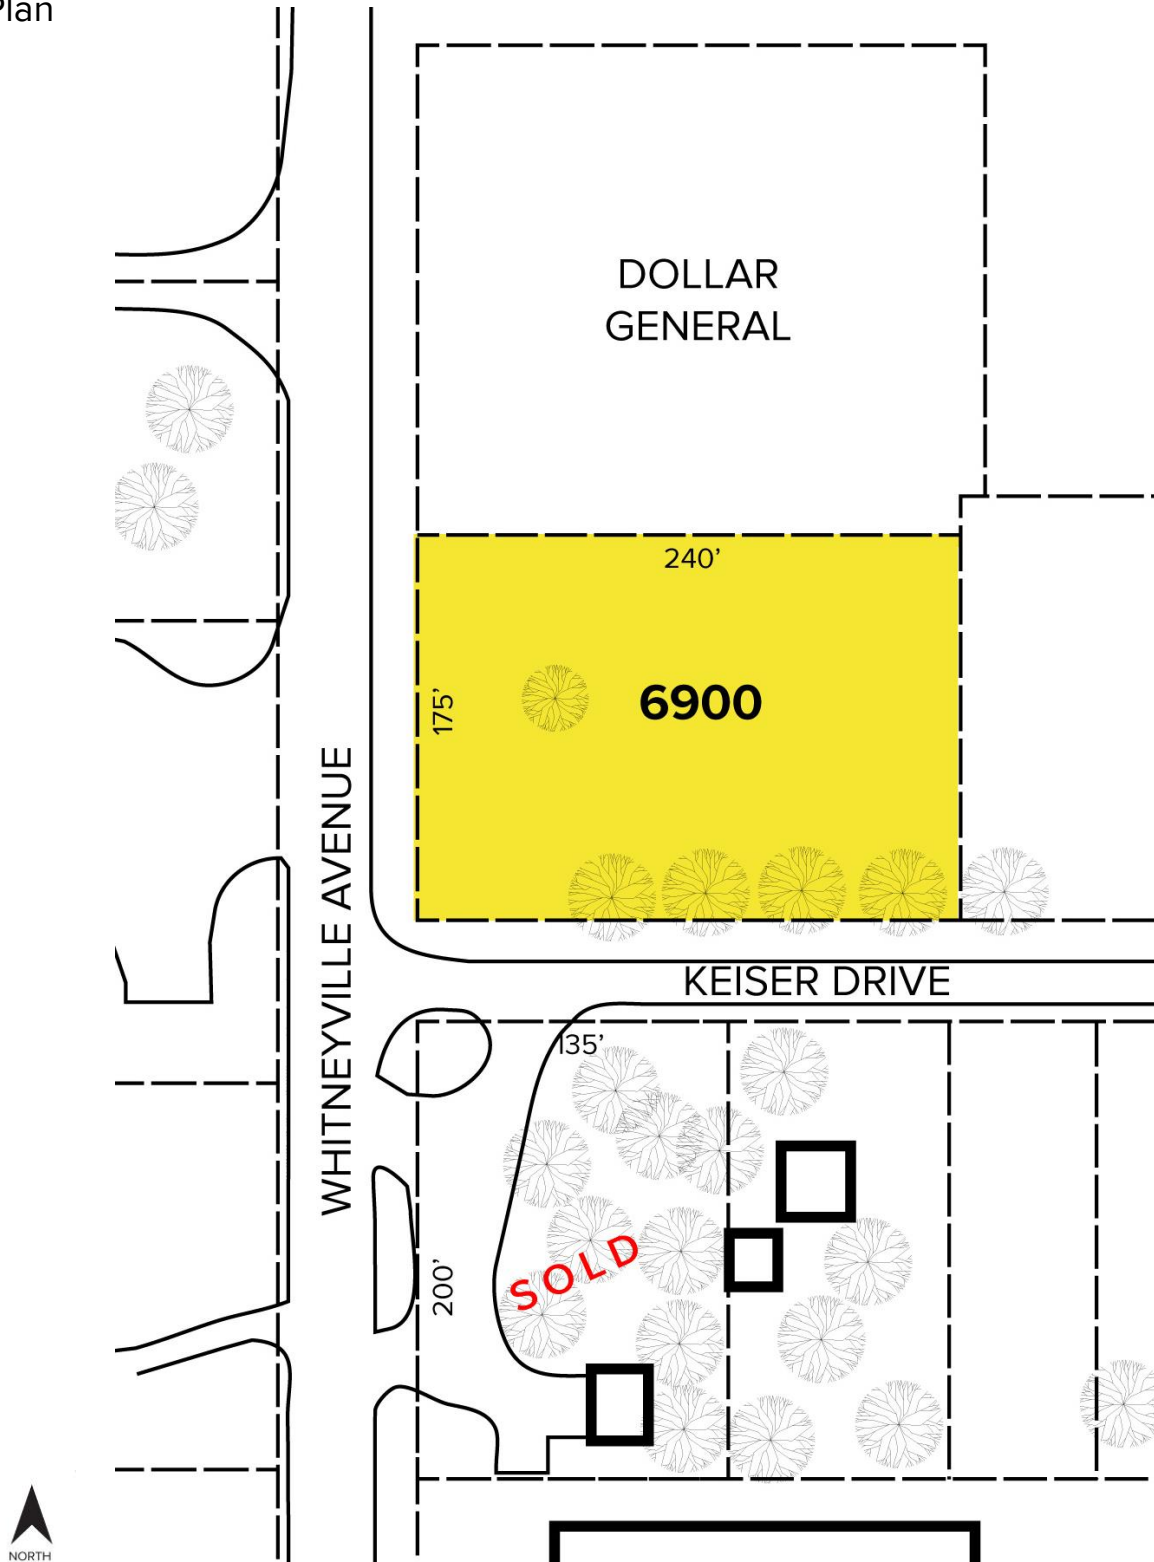 Plan
DOLLAR
GENERAL
240’
175’
6900
WHITNEYVILLE AVENUE
KEISER DRIVE
135’
200’
SOLD
NORTH